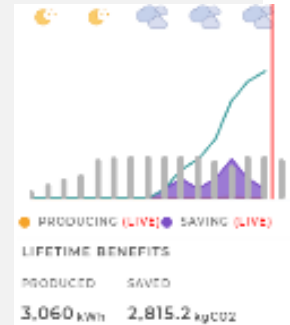 PRODUCING (LIVE) SAVING (LIVE)
LIFETIME BENEFITS
PRODUCED SAVED
3,060 kWh 2,815.2 kgCO2